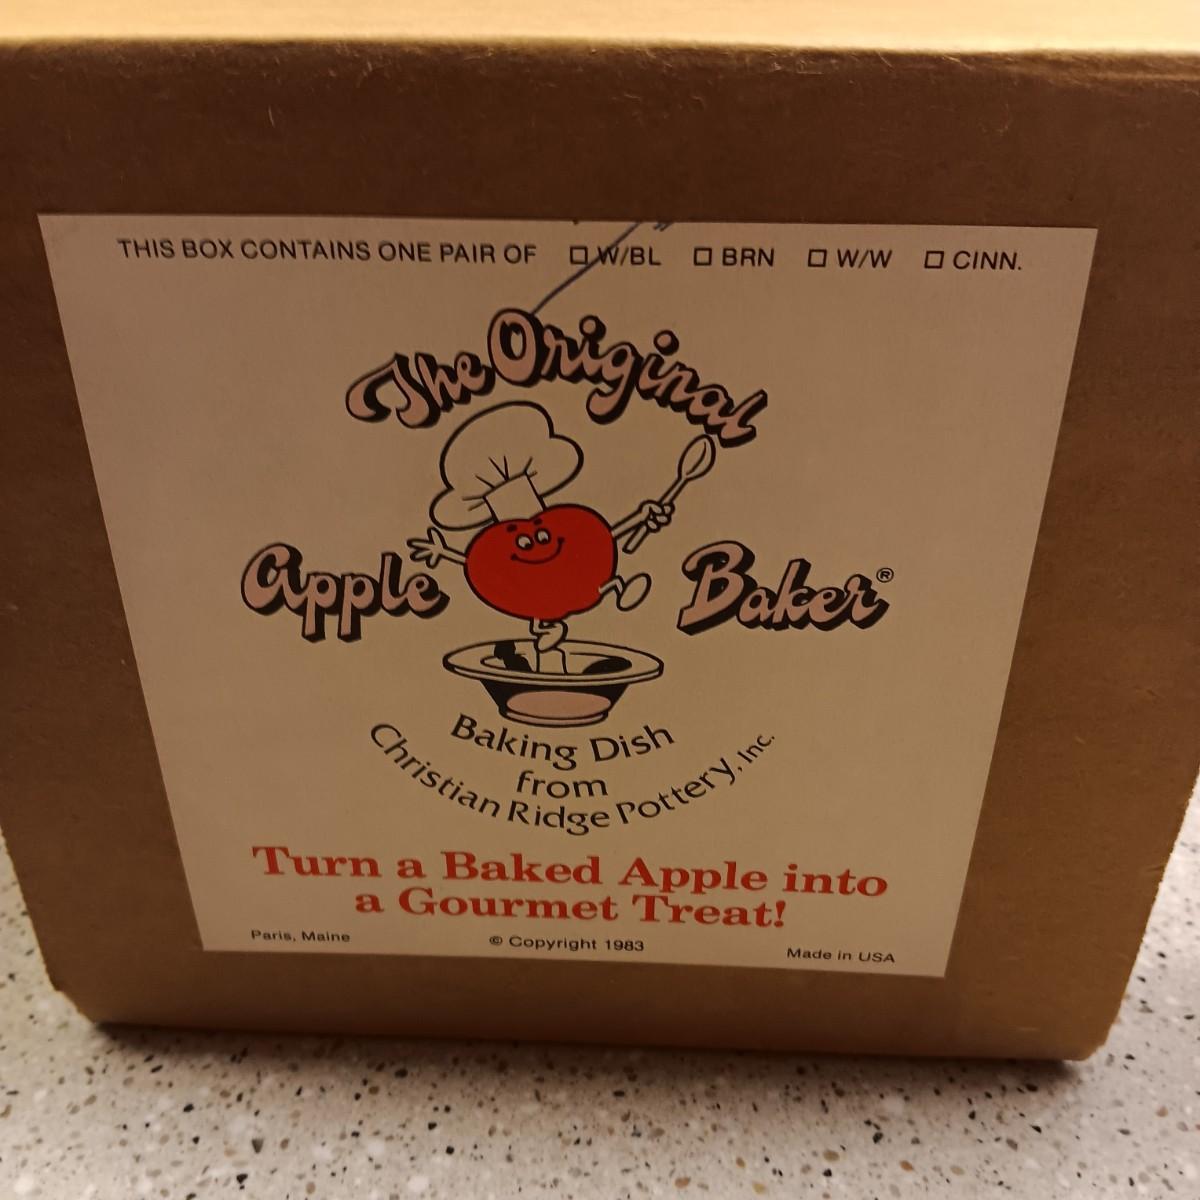 THIS BOX CONTAINS ONE PAIR OF ☐ W/BL ☐ BRN ☐ W/W ☐ CINN.
The Original
Apple Baker®
Baking Dish
from
Christian Ridge Pottery, Inc.
Turn a Baked Apple into
a Gourmet Treat!
Paris, Maine © Copyright 1983 Made in USA